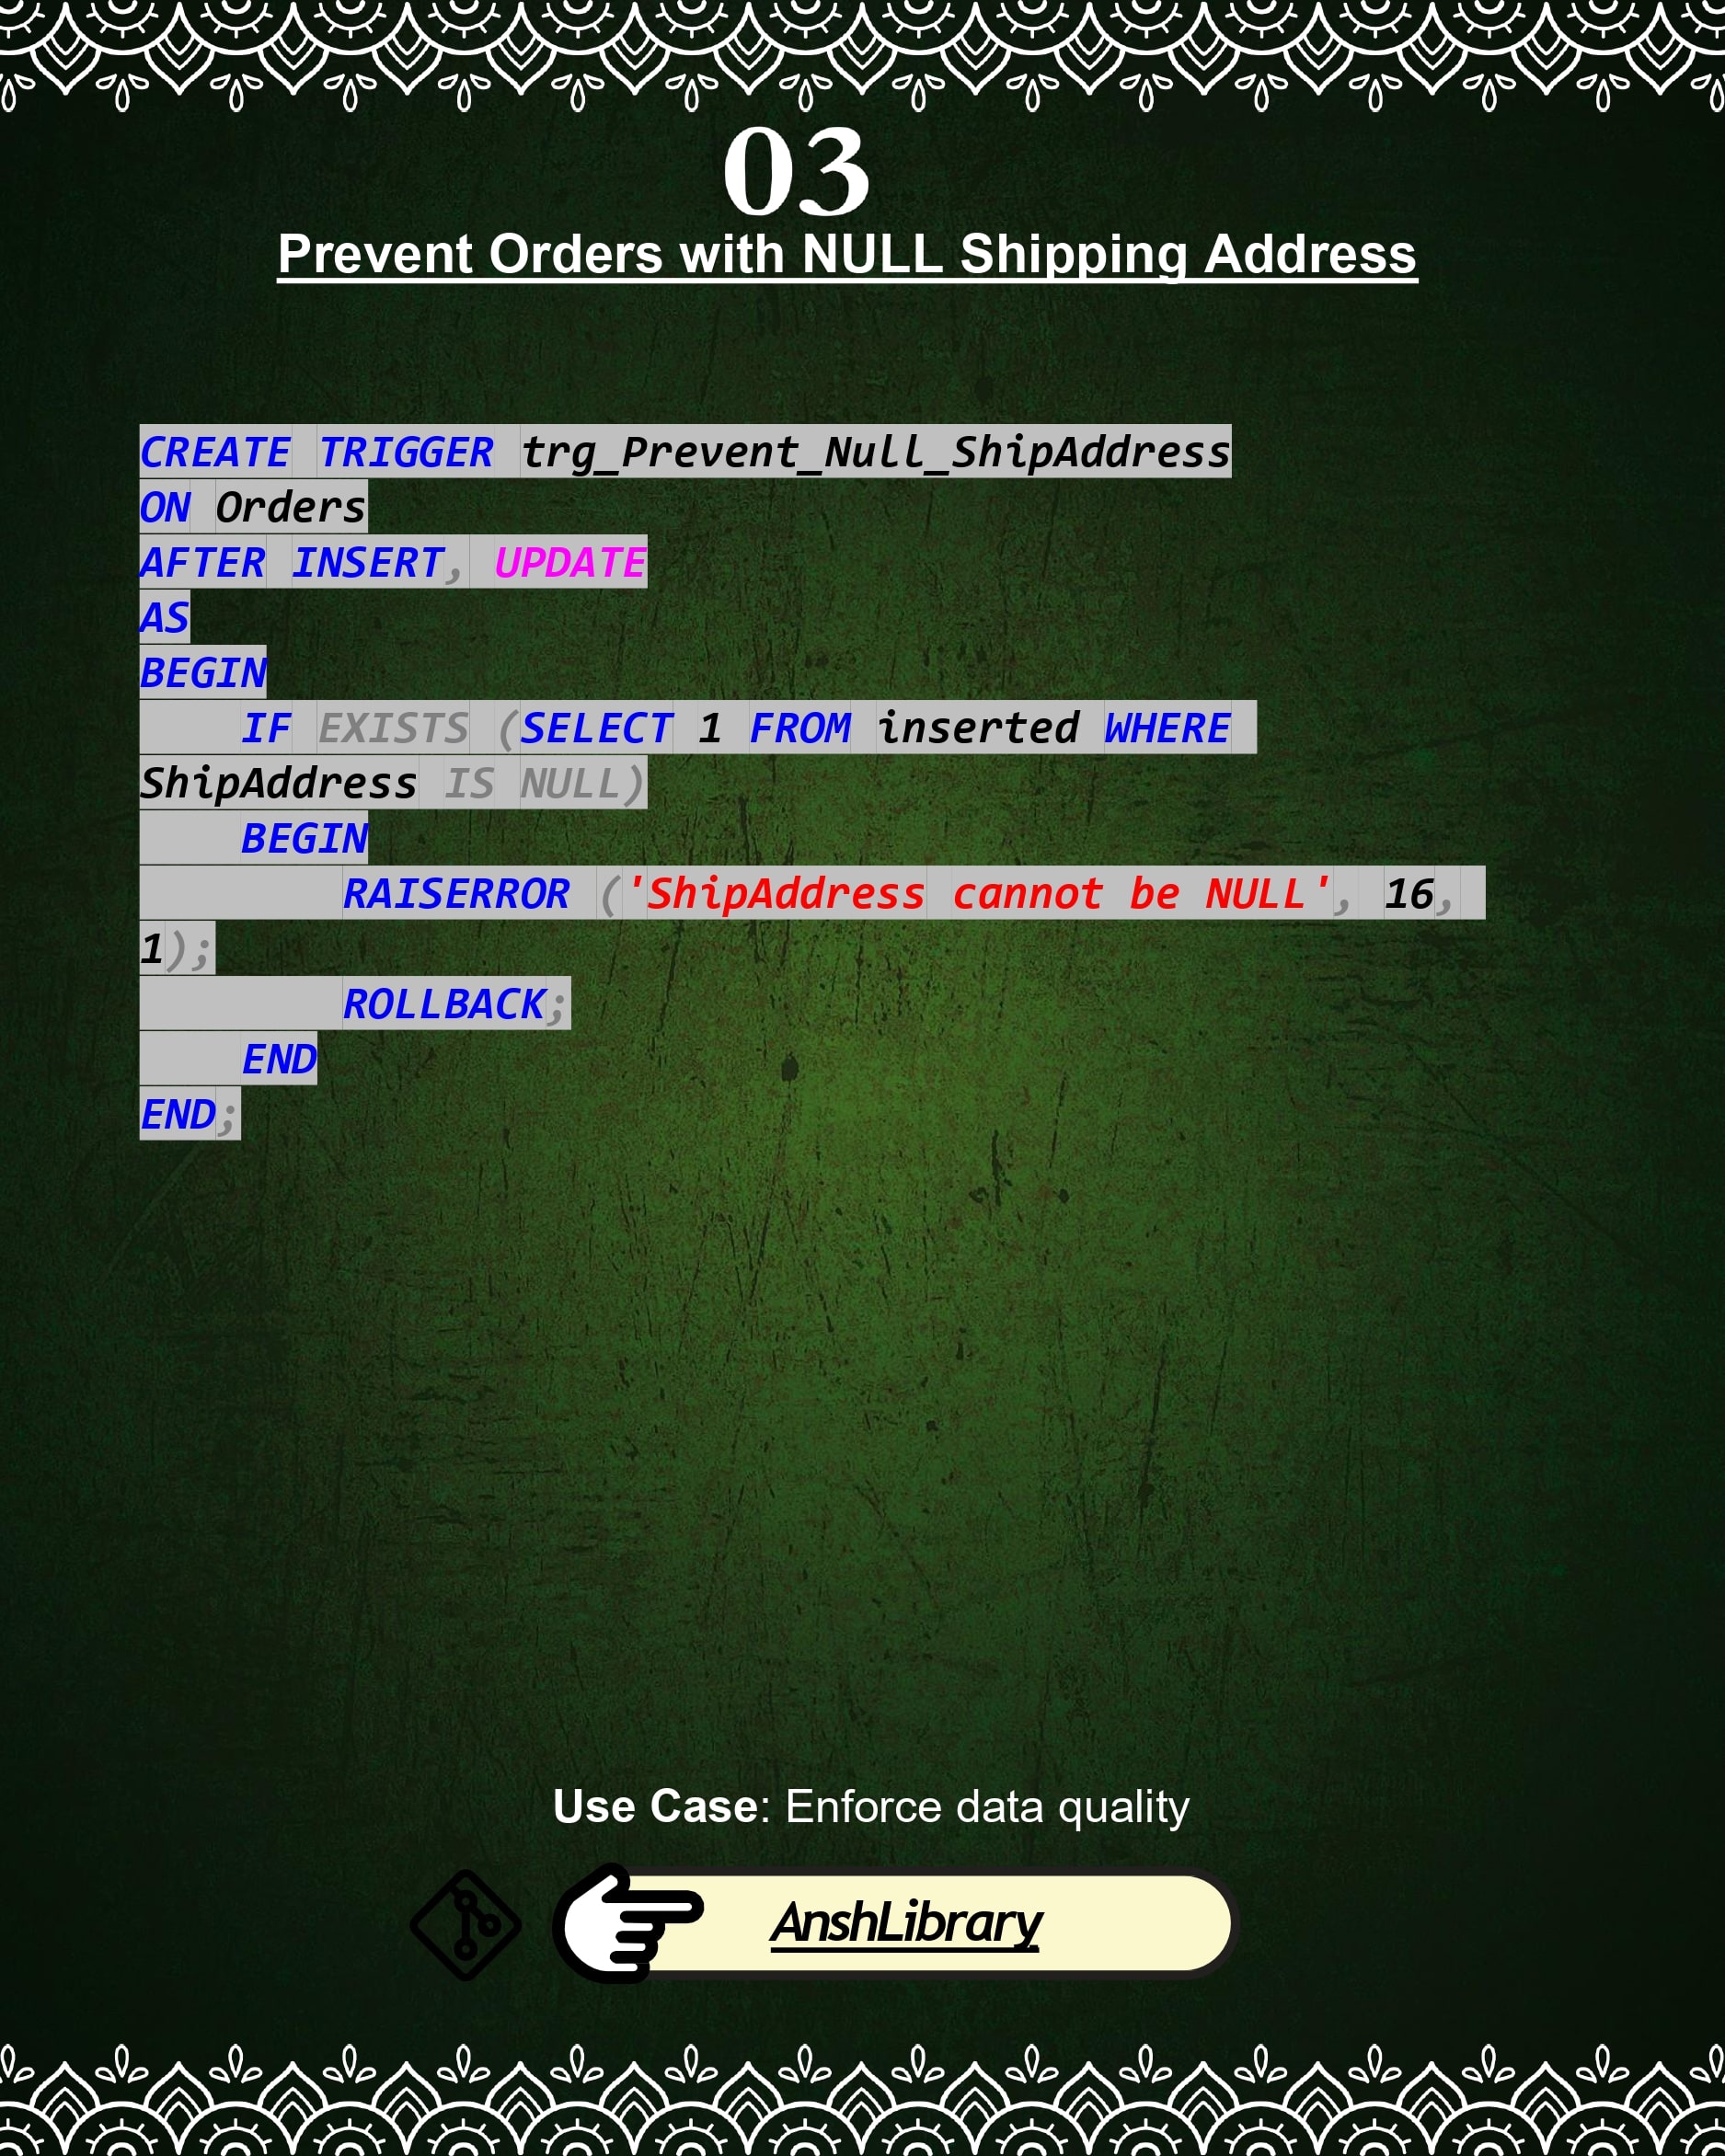 03
Prevent Orders with NULL Shipping Address
CREATE TRIGGER trg_Prevent_Null_ShipAddress
ON Orders
AFTER INSERT, UPDATE
AS
BEGIN
    IF EXISTS (SELECT 1 FROM inserted WHERE
ShipAddress IS NULL)
    BEGIN
        RAISERROR ('ShipAddress cannot be NULL', 16,
1);
        ROLLBACK;
    END
END;
Use Case: Enforce data quality
AnshLibrary